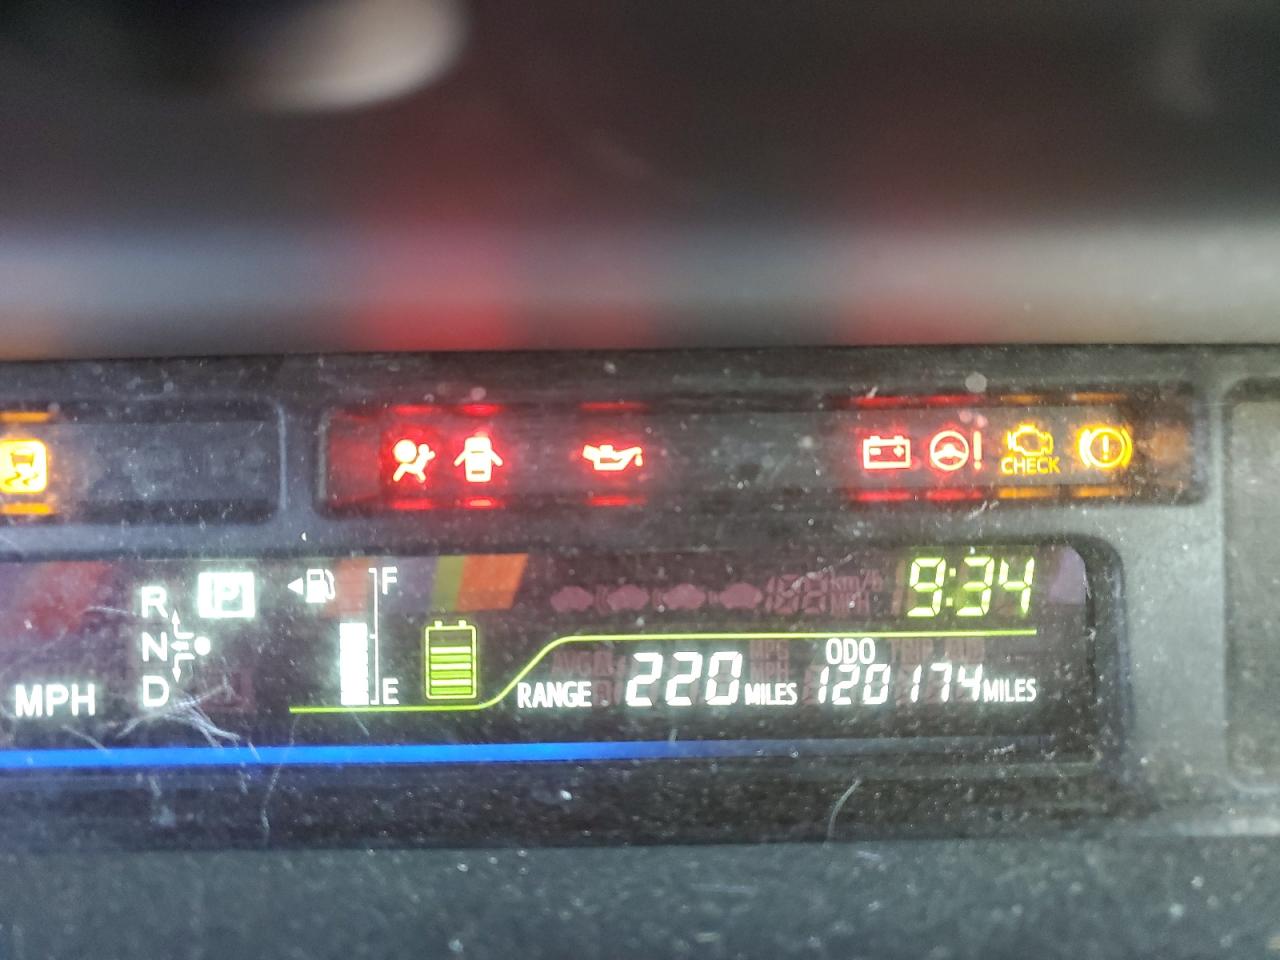 CHECK
R P F 9:34
N
D E
MPH RANGE 220 MILES ODO 120174 MILES